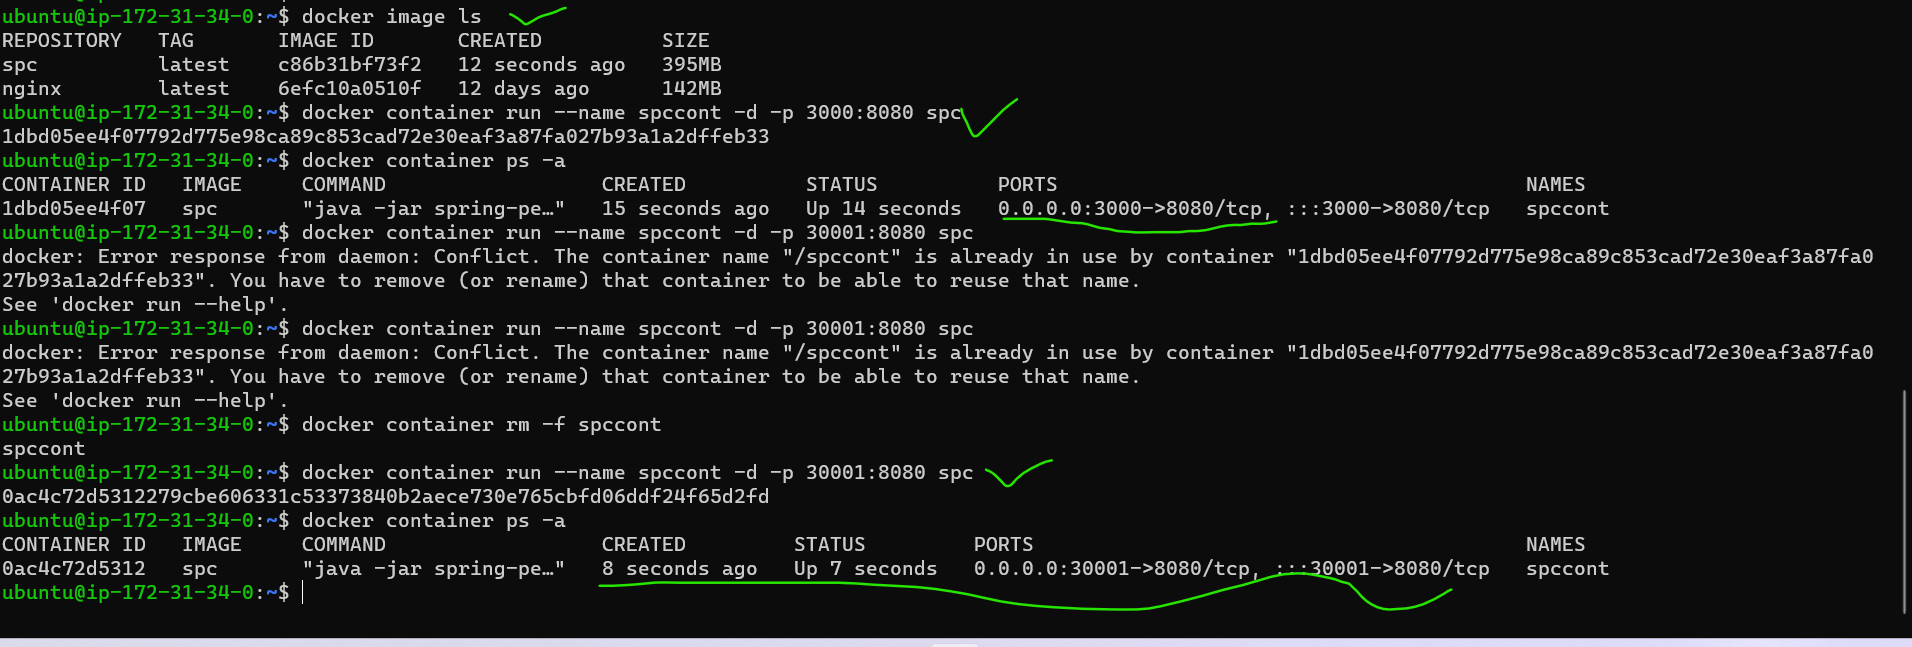 ubuntu@ip-172-31-34-0:~$ docker image ls
REPOSITORY   TAG       IMAGE ID       CREATED          SIZE
spc          latest    c86b31bf73f2   12 seconds ago   395MB
nginx        latest    6efc10a0510f   12 days ago      142MB
ubuntu@ip-172-31-34-0:~$ docker container run --name spccont -d -p 3000:8080 spc
1dbd05ee4f07792d775e98ca89c853cad72e30eaf3a87fa027b93a1a2dffeb33
ubuntu@ip-172-31-34-0:~$ docker container ps -a
CONTAINER ID   IMAGE     COMMAND                  CREATED          STATUS          PORTS                                       NAMES
1dbd05ee4f07   spc       "java -jar spring-pe…"   15 seconds ago   Up 14 seconds   0.0.0.0:3000->8080/tcp, :::3000->8080/tcp   spccont
ubuntu@ip-172-31-34-0:~$ docker container run --name spccont -d -p 30001:8080 spc
docker: Error response from daemon: Conflict. The container name "/spccont" is already in use by container "1dbd05ee4f07792d775e98ca89c853cad72e30eaf3a87fa0
27b93a1a2dffeb33". You have to remove (or rename) that container to be able to reuse that name.
See 'docker run --help'.
ubuntu@ip-172-31-34-0:~$ docker container run --name spccont -d -p 30001:8080 spc
docker: Error response from daemon: Conflict. The container name "/spccont" is already in use by container "1dbd05ee4f07792d775e98ca89c853cad72e30eaf3a87fa0
27b93a1a2dffeb33". You have to remove (or rename) that container to be able to reuse that name.
See 'docker run --help'.
ubuntu@ip-172-31-34-0:~$ docker container rm -f spccont
spccont
ubuntu@ip-172-31-34-0:~$ docker container run --name spccont -d -p 30001:8080 spc
0ac4c72d5312279cbe606331c53373840b2aece730e765cbfd06ddf24f65d2fd
ubuntu@ip-172-31-34-0:~$ docker container ps -a
CONTAINER ID   IMAGE     COMMAND                  CREATED         STATUS         PORTS                                         NAMES
0ac4c72d5312   spc       "java -jar spring-pe…"   8 seconds ago   Up 7 seconds   0.0.0.0:30001->8080/tcp, :::30001->8080/tcp   spccont
ubuntu@ip-172-31-34-0:~$